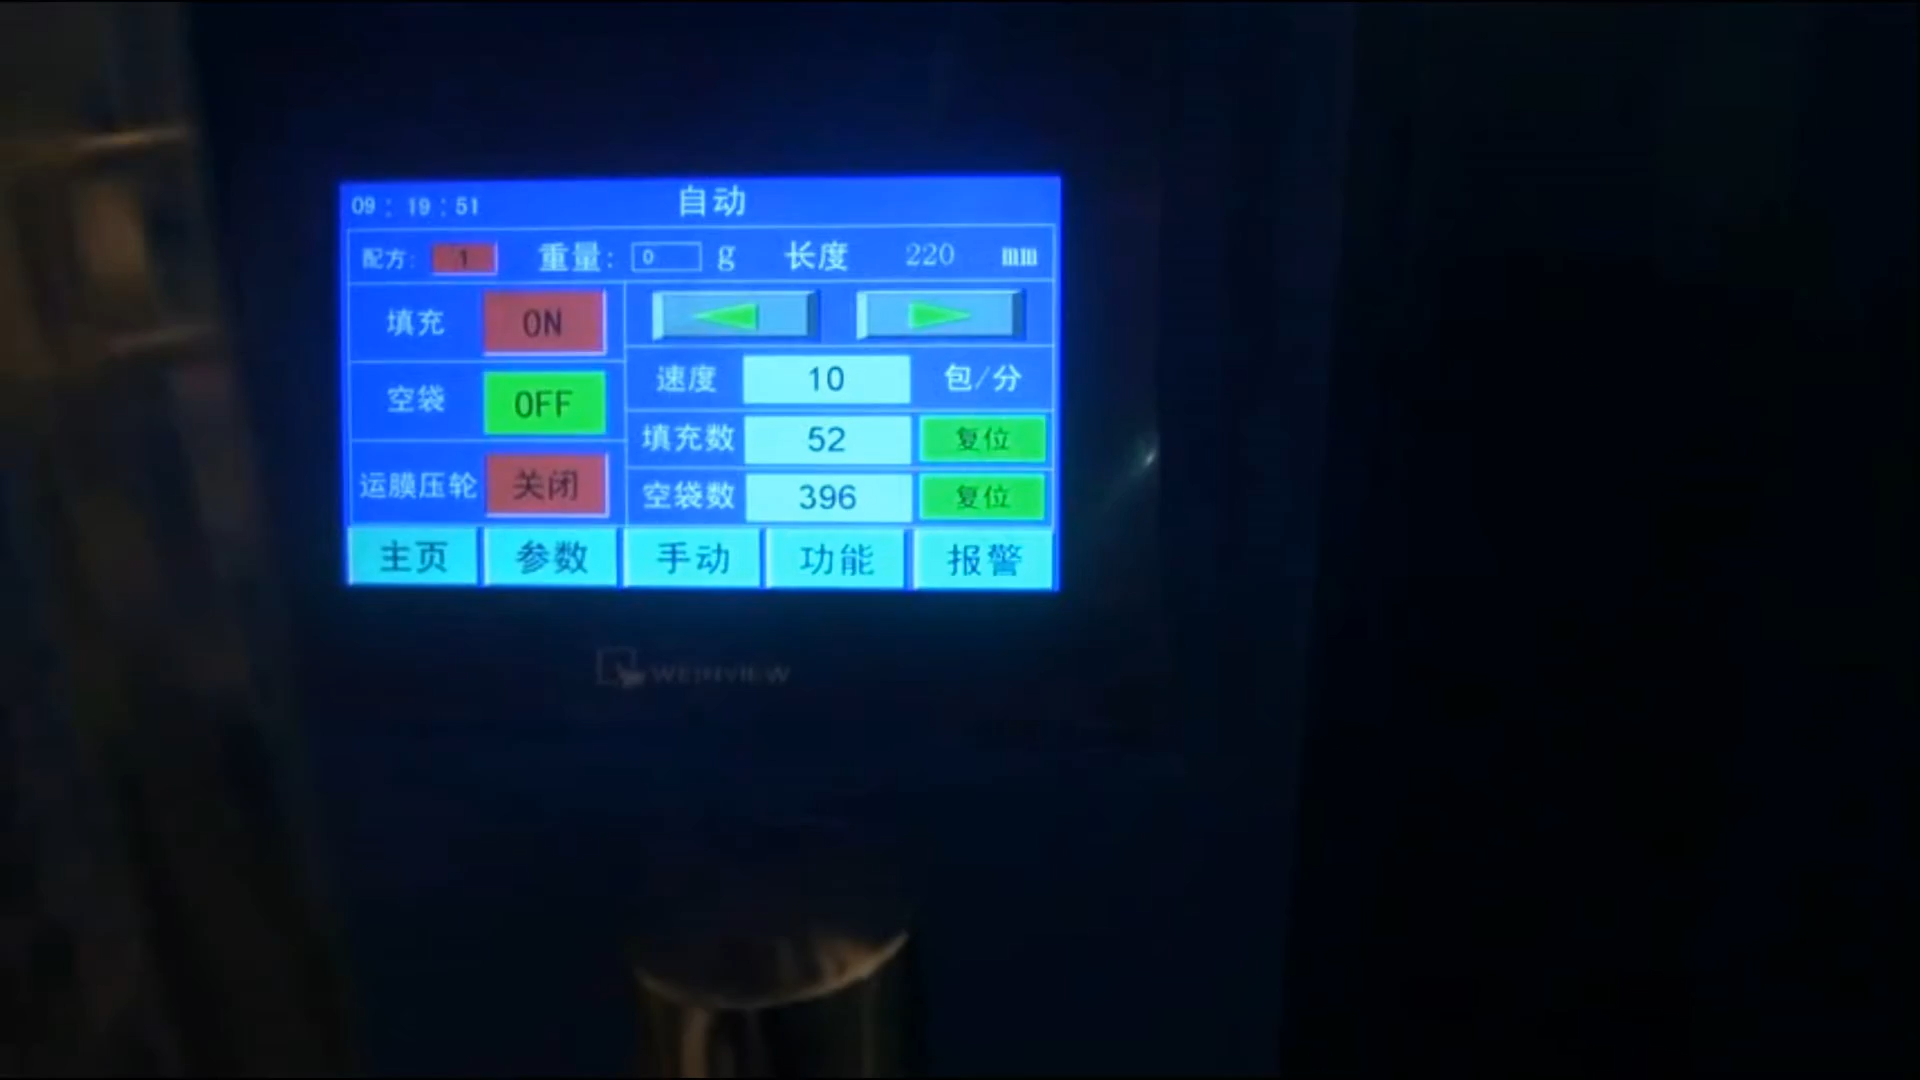 09: 19:51 自动
配方: 1 重量: 0 g 长度 220 mm
填充 ON
空袋 OFF
运膜压轮 关闭
速度 10 包/分
填充数 52 复位
空袋数 396 复位
主页 参数 手动 功能 报警